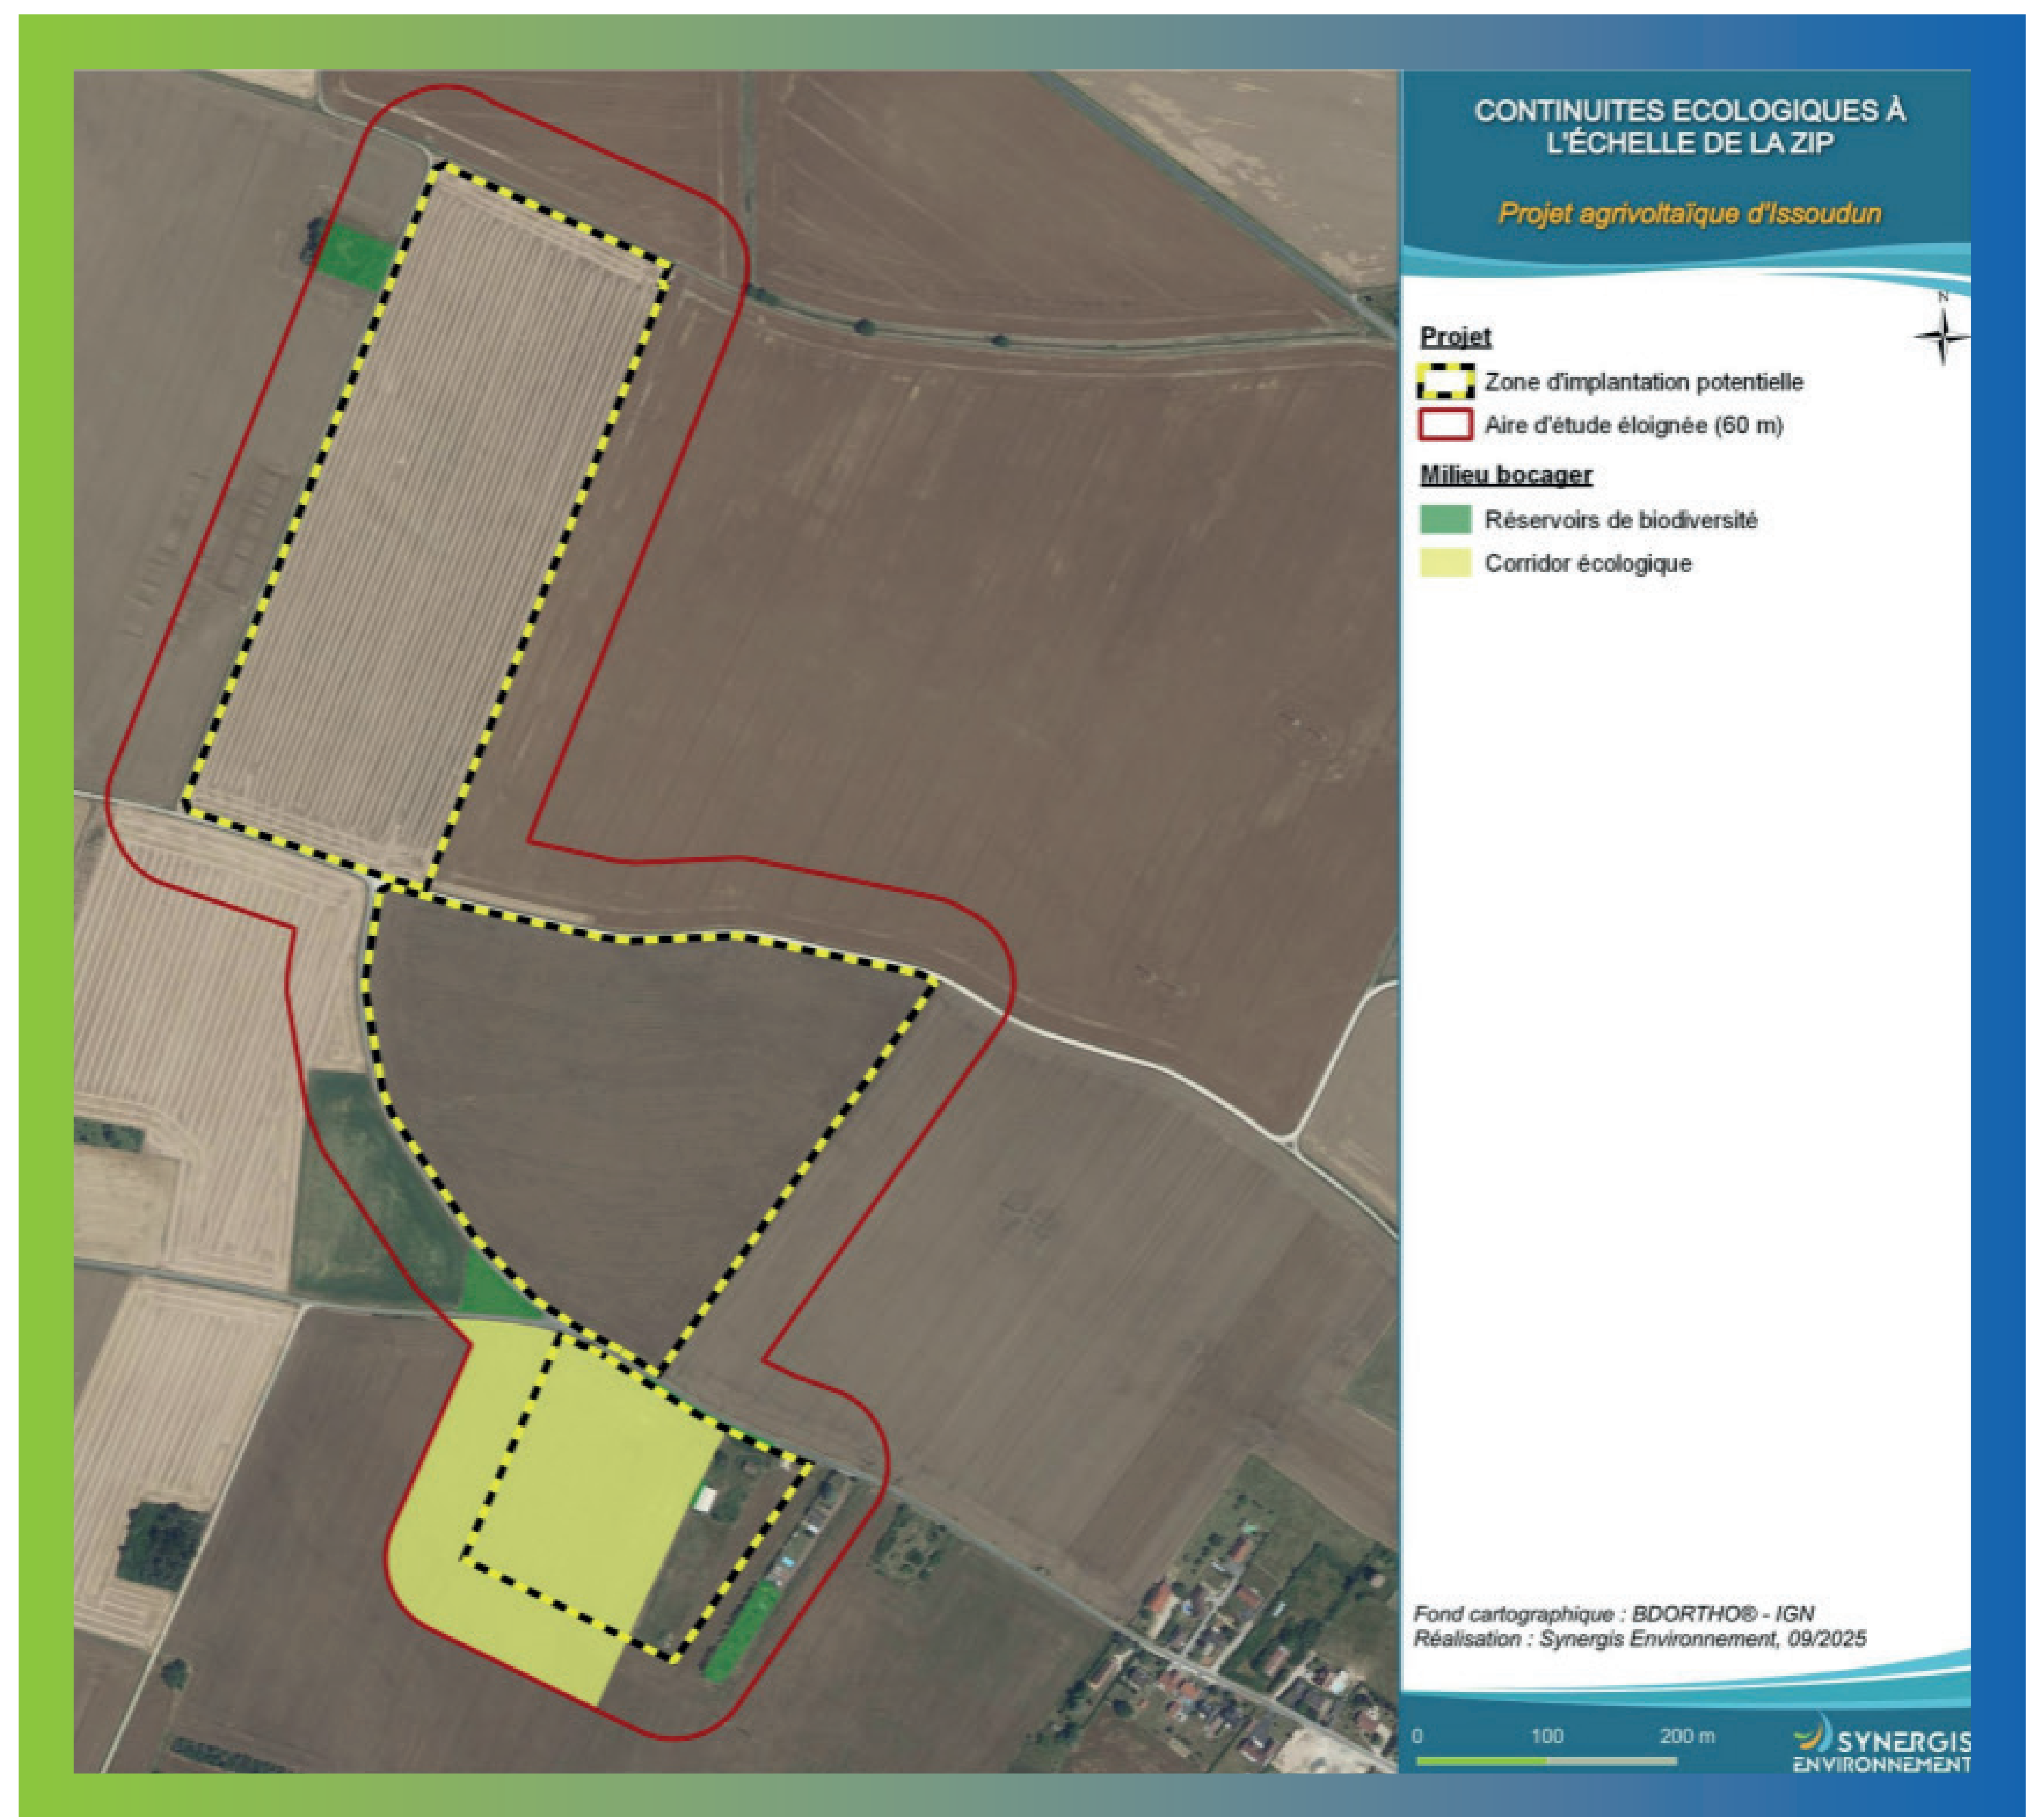 CONTINUITES ECOLOGIQUES À
L'ÉCHELLE DE LA ZIP
Projet agrivoltaïque d'Issoudun
N
Projet
Zone d'implantation potentielle
Aire d'étude éloignée (60 m)
Milieu bocager
Réservoirs de biodiversité
Corridor écologique
Fond cartographique : BDORTHO® - IGN
Réalisation : Synergis Environnement, 09/2025
0 100 200 m
SYNERGIS
ENVIRONNEMENT